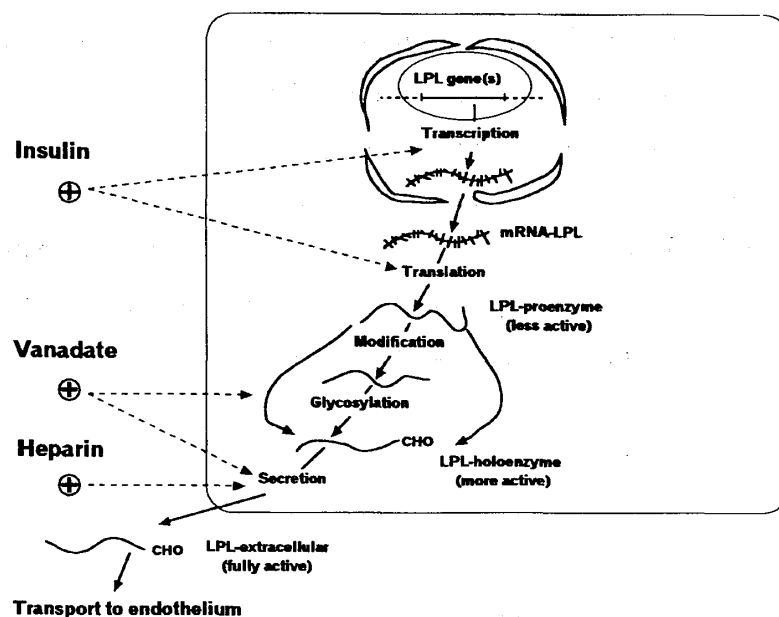 LPL gene(s)
Transcription
Insulin
⊕
mRNA-LPL
Translation
LPL-proenzyme
(less active)
Modification
Vanadate
⊕
Glycosylation
CHO
Heparin
⊕
LPL-holoenzyme
(more active)
Secretion
CHO
LPL-extracellular
(fully active)
Transport to endothelium